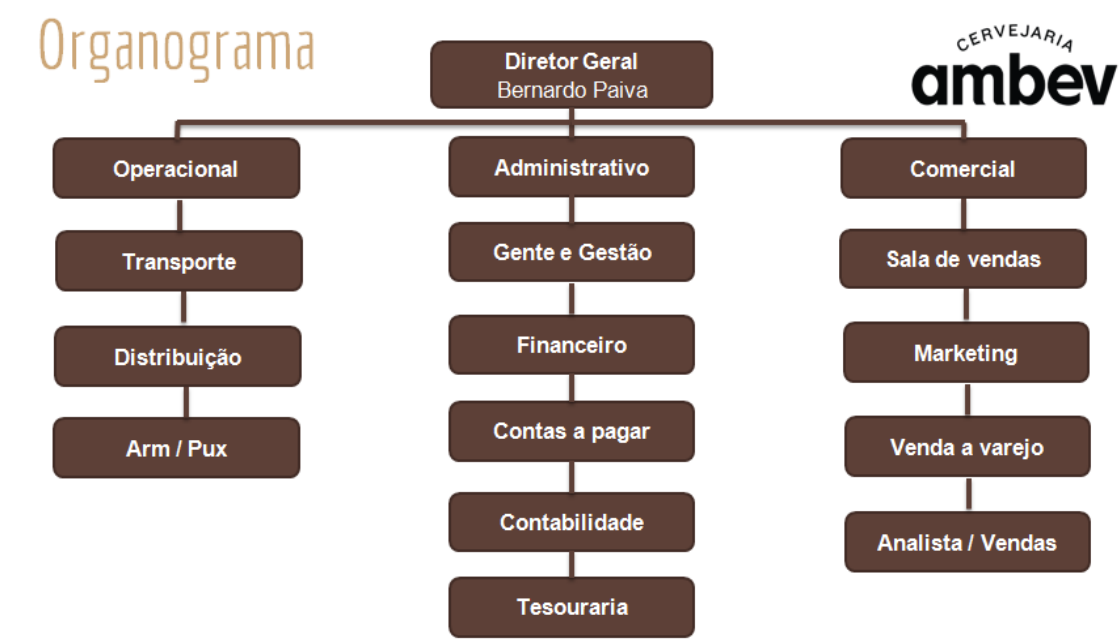 Organograma
CERVEJARIA
ambev
Diretor Geral
Bernardo Paiva
Operacional
Transporte
Distribuição
Arm / Pux
Administrativo
Gente e Gestão
Financeiro
Contas a pagar
Contabilidade
Tesouraria
Comercial
Sala de vendas
Marketing
Venda a varejo
Analista / Vendas